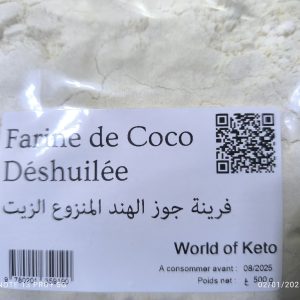 Farine de Coco
Déshuilée
فرينة جوز الهند المنزوع الزيت
World of Keto
A consommer avant : 08/2025
Poids net : 500 g